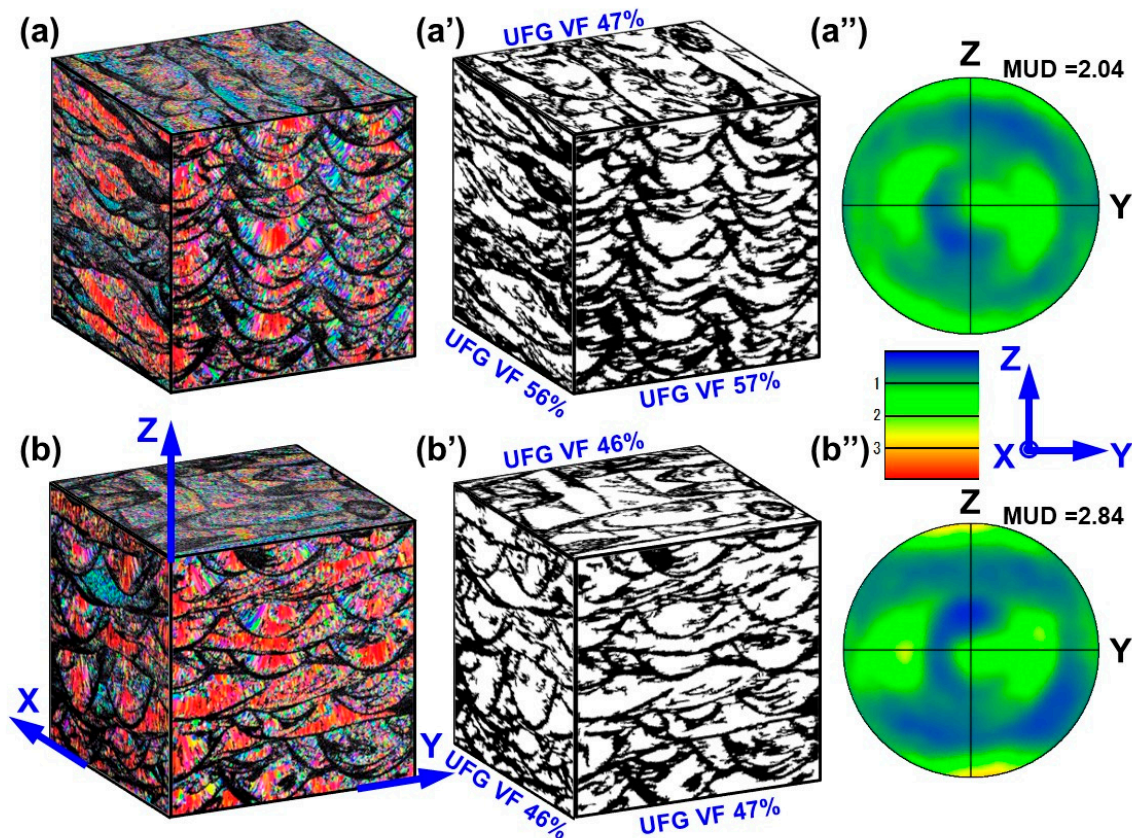 (a)
(a')
UFG VF 47%
(a'')
Z
MUD =2.04
Y
UFG VF 56%
UFG VF 57%
1
2
3
Z
X
Y
(b)
Z
(b')
UFG VF 46%
(b'')
Z
MUD =2.84
Y
X
Y
UFG VF 46%
UFG VF 47%